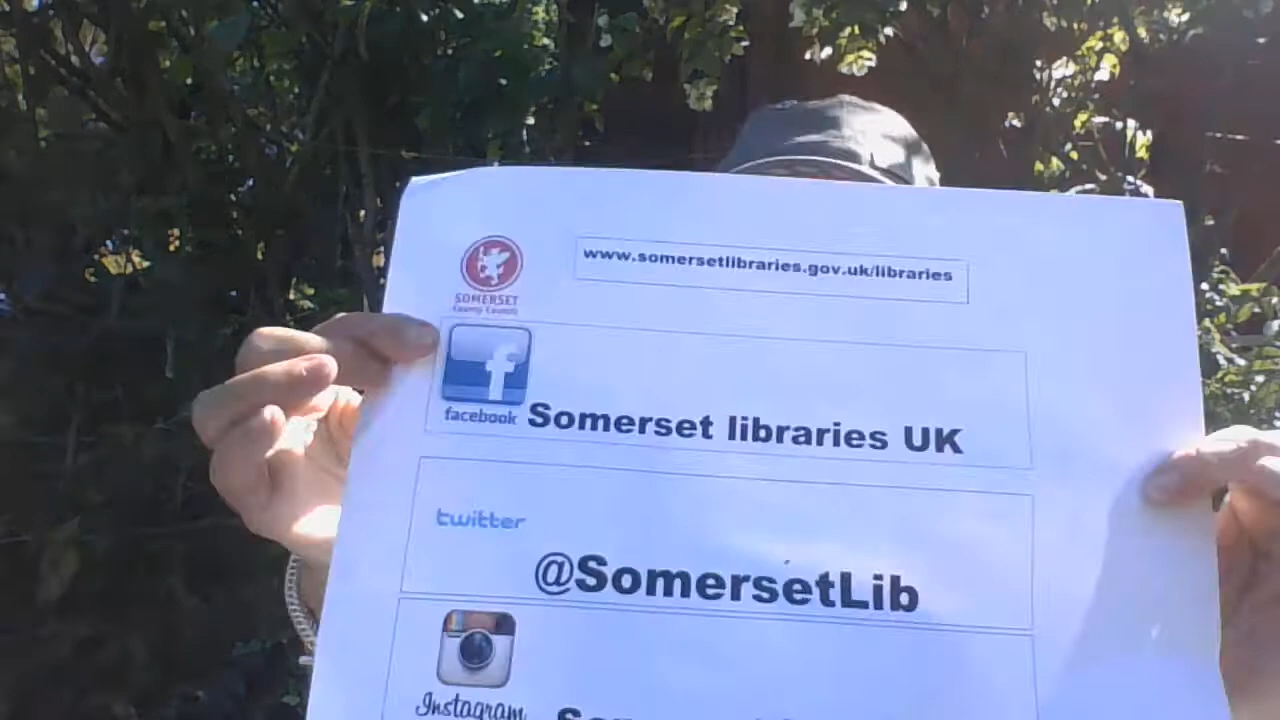 www.somersetlibraries.gov.uk/libraries
SOMERSET
County Council
facebook
Somerset libraries UK
twitter
@SomersetLib
Instagram